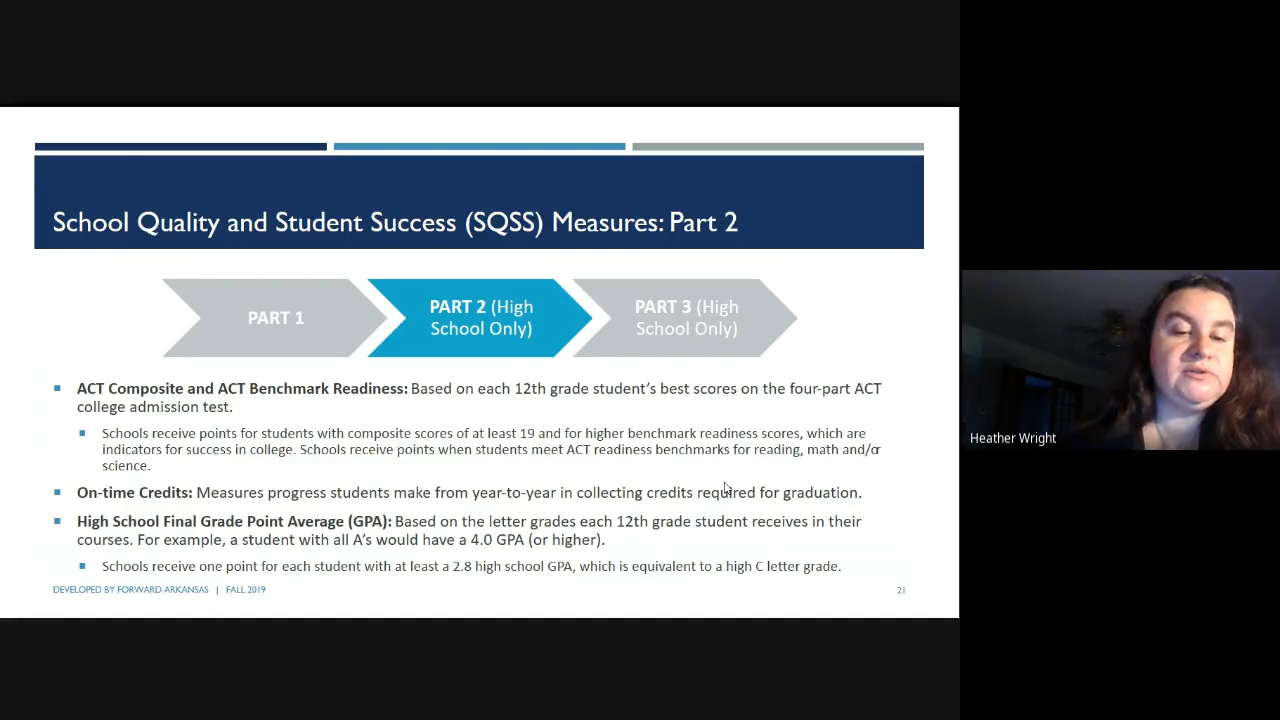 School Quality and Student Success (SQSS) Measures: Part 2
PART 1
PART 2 (High
School Only)
PART 3 (High
School Only)
ACT Composite and ACT Benchmark Readiness: Based on each 12th grade student's best scores on the four-part ACT
college admission test.
Schools receive points for students with composite scores of at least 19 and for higher benchmark readiness scores, which are
indicators for success in college. Schools receive points when students meet ACT readiness benchmarks for reading, math and/or
science.
On-time Credits: Measures progress students make from year-to-year in collecting credits required for graduation.
High School Final Grade Point Average (GPA): Based on the letter grades each 12th grade student receives in their
courses. For example, a student with all A's would have a 4.0 GPA (or higher).
Schools receive one point for each student with at least a 2.8 high school GPA, which is equivalent to a high C letter grade.
DEVELOPED BY FORWARD ARKANSAS | FALL 2019
21
Heather Wright